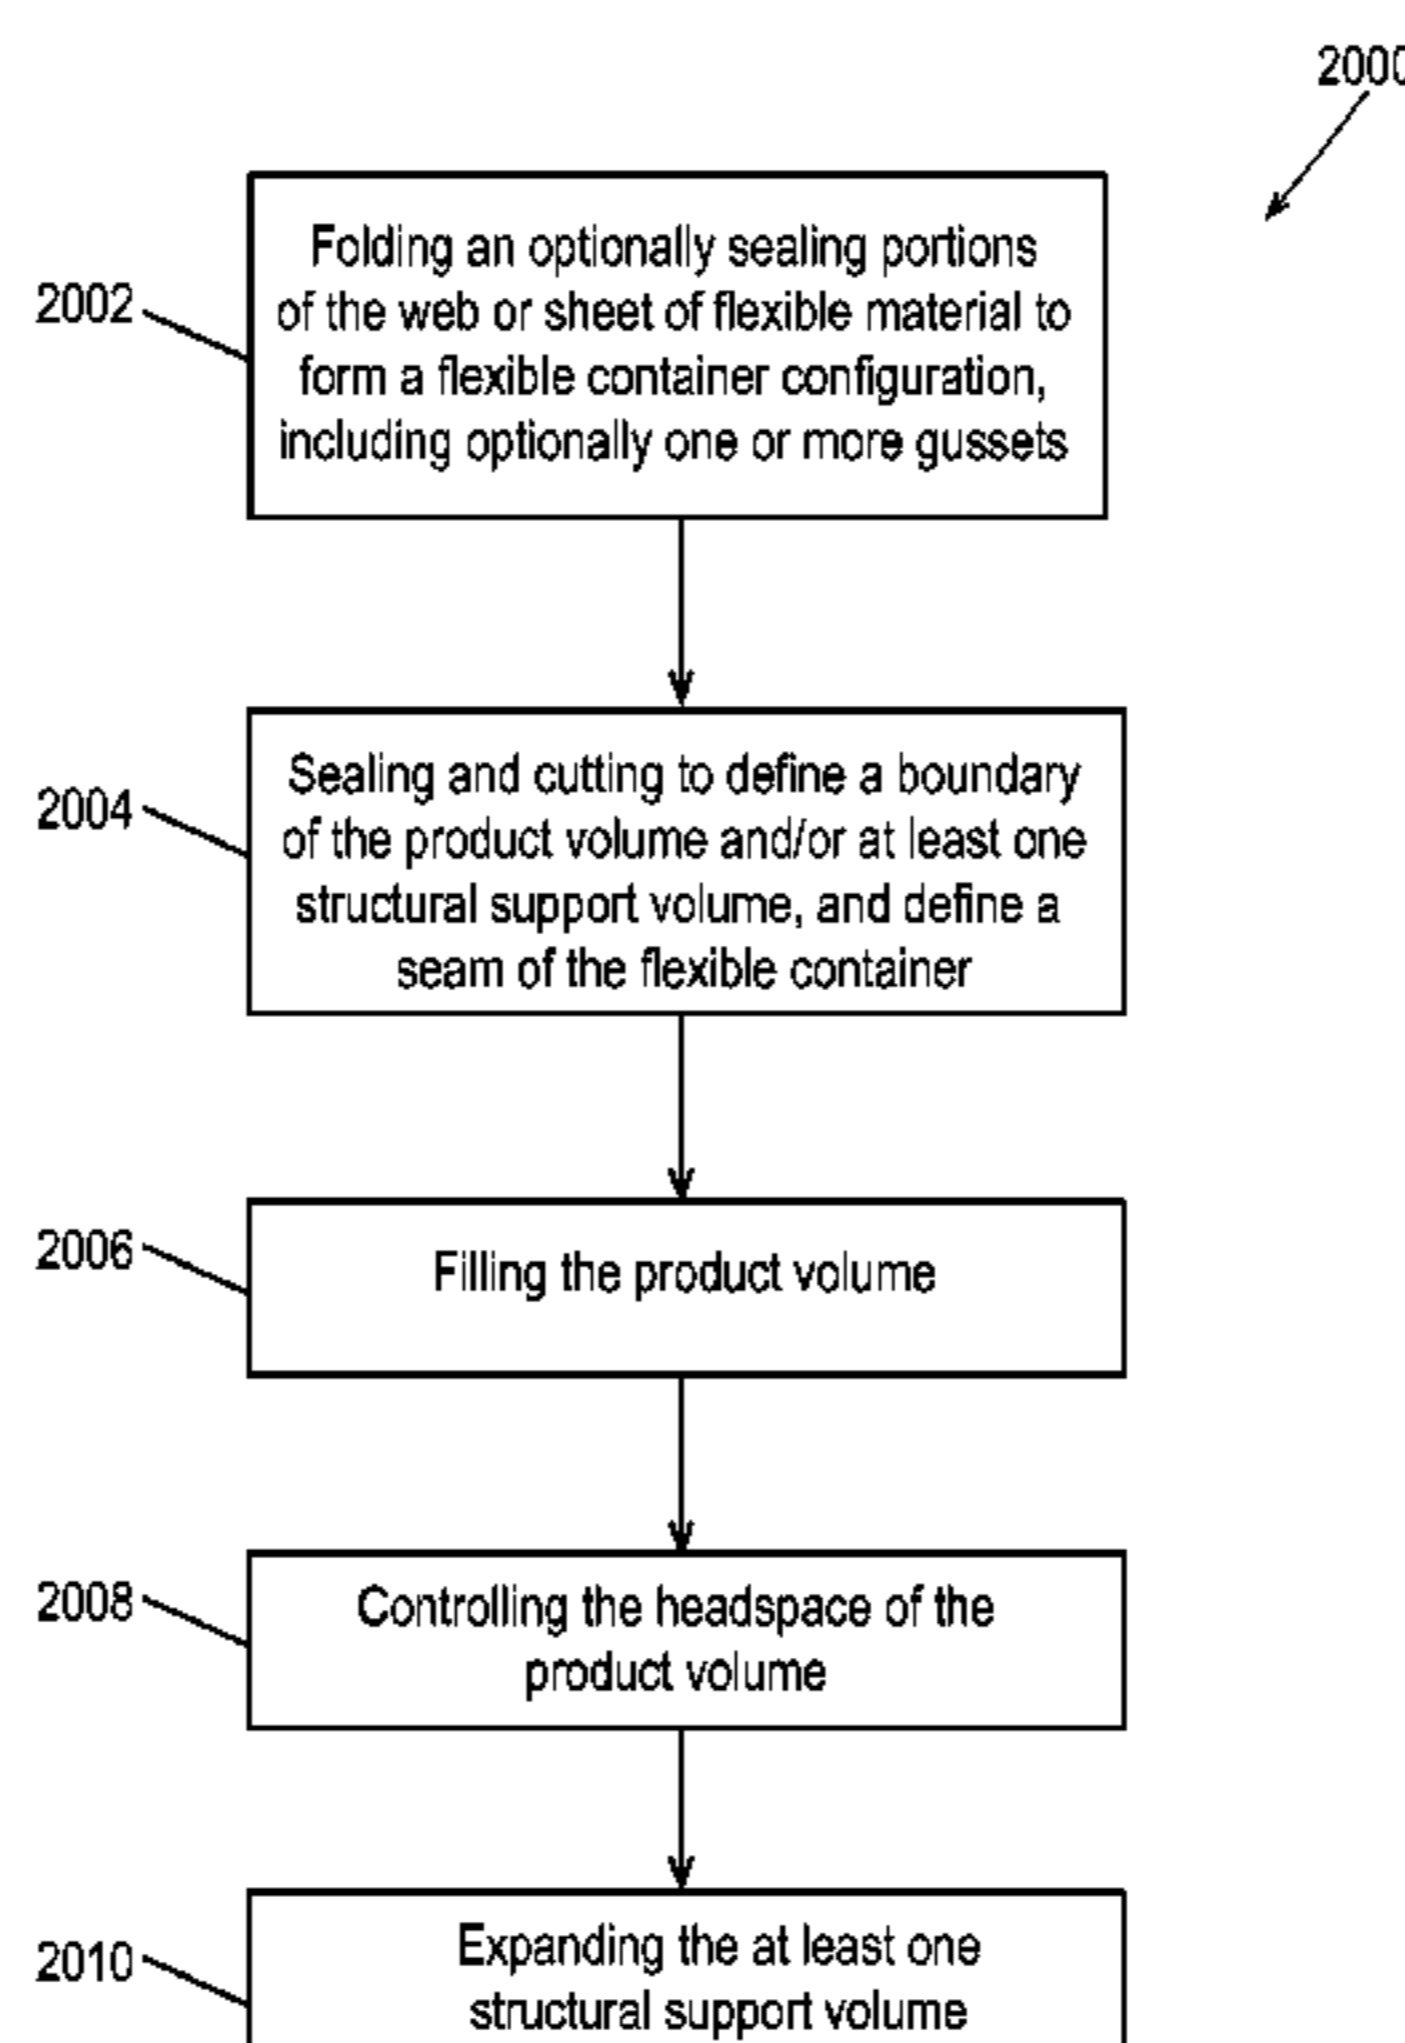 2000
2002
Folding an optionally sealing portions
of the web or sheet of flexible material to
form a flexible container configuration,
including optionally one or more gussets
2004
Sealing and cutting to define a boundary
of the product volume and/or at least one
structural support volume, and define a
seam of the flexible container
2006
Filling the product volume
2008
Controlling the headspace of the
product volume
2010
Expanding the at least one
structural support volume